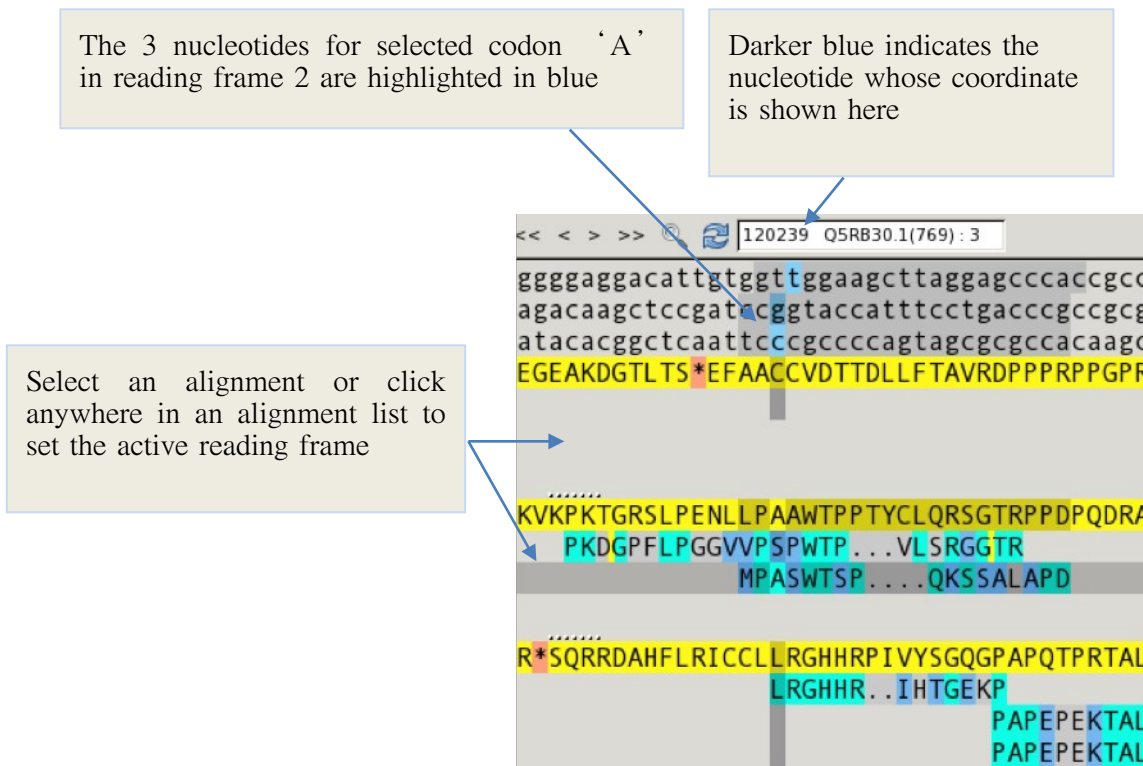 The 3 nucleotides for selected codon ‘A’
in reading frame 2 are highlighted in blue
Darker blue indicates the
nucleotide whose coordinate
is shown here
<< < > >> 120239 Q5RB30.1(769) : 3
ggggaggacattgtggttggaagcttaggagcccaccgcc
agacaagctccgatccggtaccatttcctgacccgccgcg
atacacggctcaattcccgccccagtagcgcgccacaagc
EGEAKDGTLTS*EFAACCVDTTDLLFTAVRDPPPRPPGPR
Select an alignment or click
anywhere in an alignment list to
set the active reading frame
KVKPKTGRSLPENLLPAAWTPPTYCLQRSGTRPPDPQDRA
PKDGPFLPGGVVPSPWTP...VLSRGGTR
MPASWTSP....QKSSALAPD
R*SQRRDAHFLRICCLLRGHHRPIVYSGQGPAPQTPRTAL
LRGHHR..IHTGEKP
PAPEPEKTAL
PAPEPEKTAL